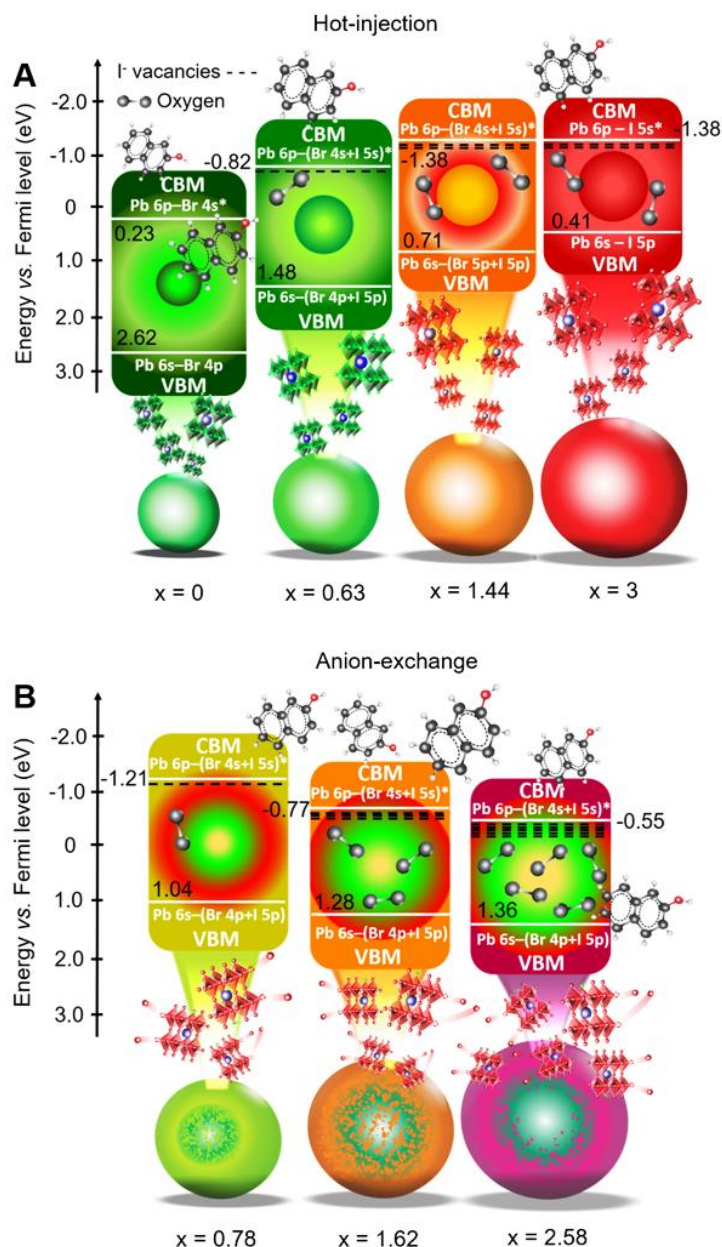 Hot-injection
A
I- vacancies
Oxygen
Energy vs. Fermi level (eV)
-2.0
-1.0
0
1.0
2.0
3.0
CBM
Pb 6p–Br 4s*
0.23
2.62
Pb 6s–Br 4p
VBM
-0.82
CBM
Pb 6p–(Br 4s+I 5s)*
1.48
Pb 6s–(Br 4p+I 5p)
VBM
CBM
Pb 6p–(Br 4s+I 5s)*
-1.38
0.71
Pb 6s–(Br 5p+I 5p)
VBM
CBM
Pb 6p – I 5s*
-1.38
0.41
Pb 6s – I 5p
VBM
x = 0
x = 0.63
x = 1.44
x = 3
Anion-exchange
B
Energy vs. Fermi level (eV)
-2.0
-1.0
0
1.0
2.0
3.0
CBM
Pb 6p–(Br 4s+I 5s)*
-1.21
1.04
Pb 6s–(Br 4p+I 5p)
VBM
CBM
Pb 6p–(Br 4s+I 5s)*
-0.77
1.28
Pb 6s–(Br 4p+I 5p)
VBM
CBM
Pb 6p–(Br 4s+I 5s)*
-0.55
1.36
Pb 6s–(Br 4p+I 5p)
VBM
x = 0.78
x = 1.62
x = 2.58